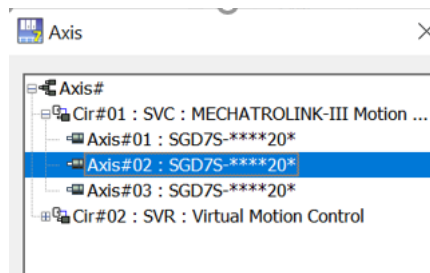 Axis
Axis#
Cir#01 : SVC : MECHATROLINK-III Motion ...
Axis#01 : SGD7S-****20*
Axis#02 : SGD7S-****20*
Axis#03 : SGD7S-****20*
Cir#02 : SVR : Virtual Motion Control